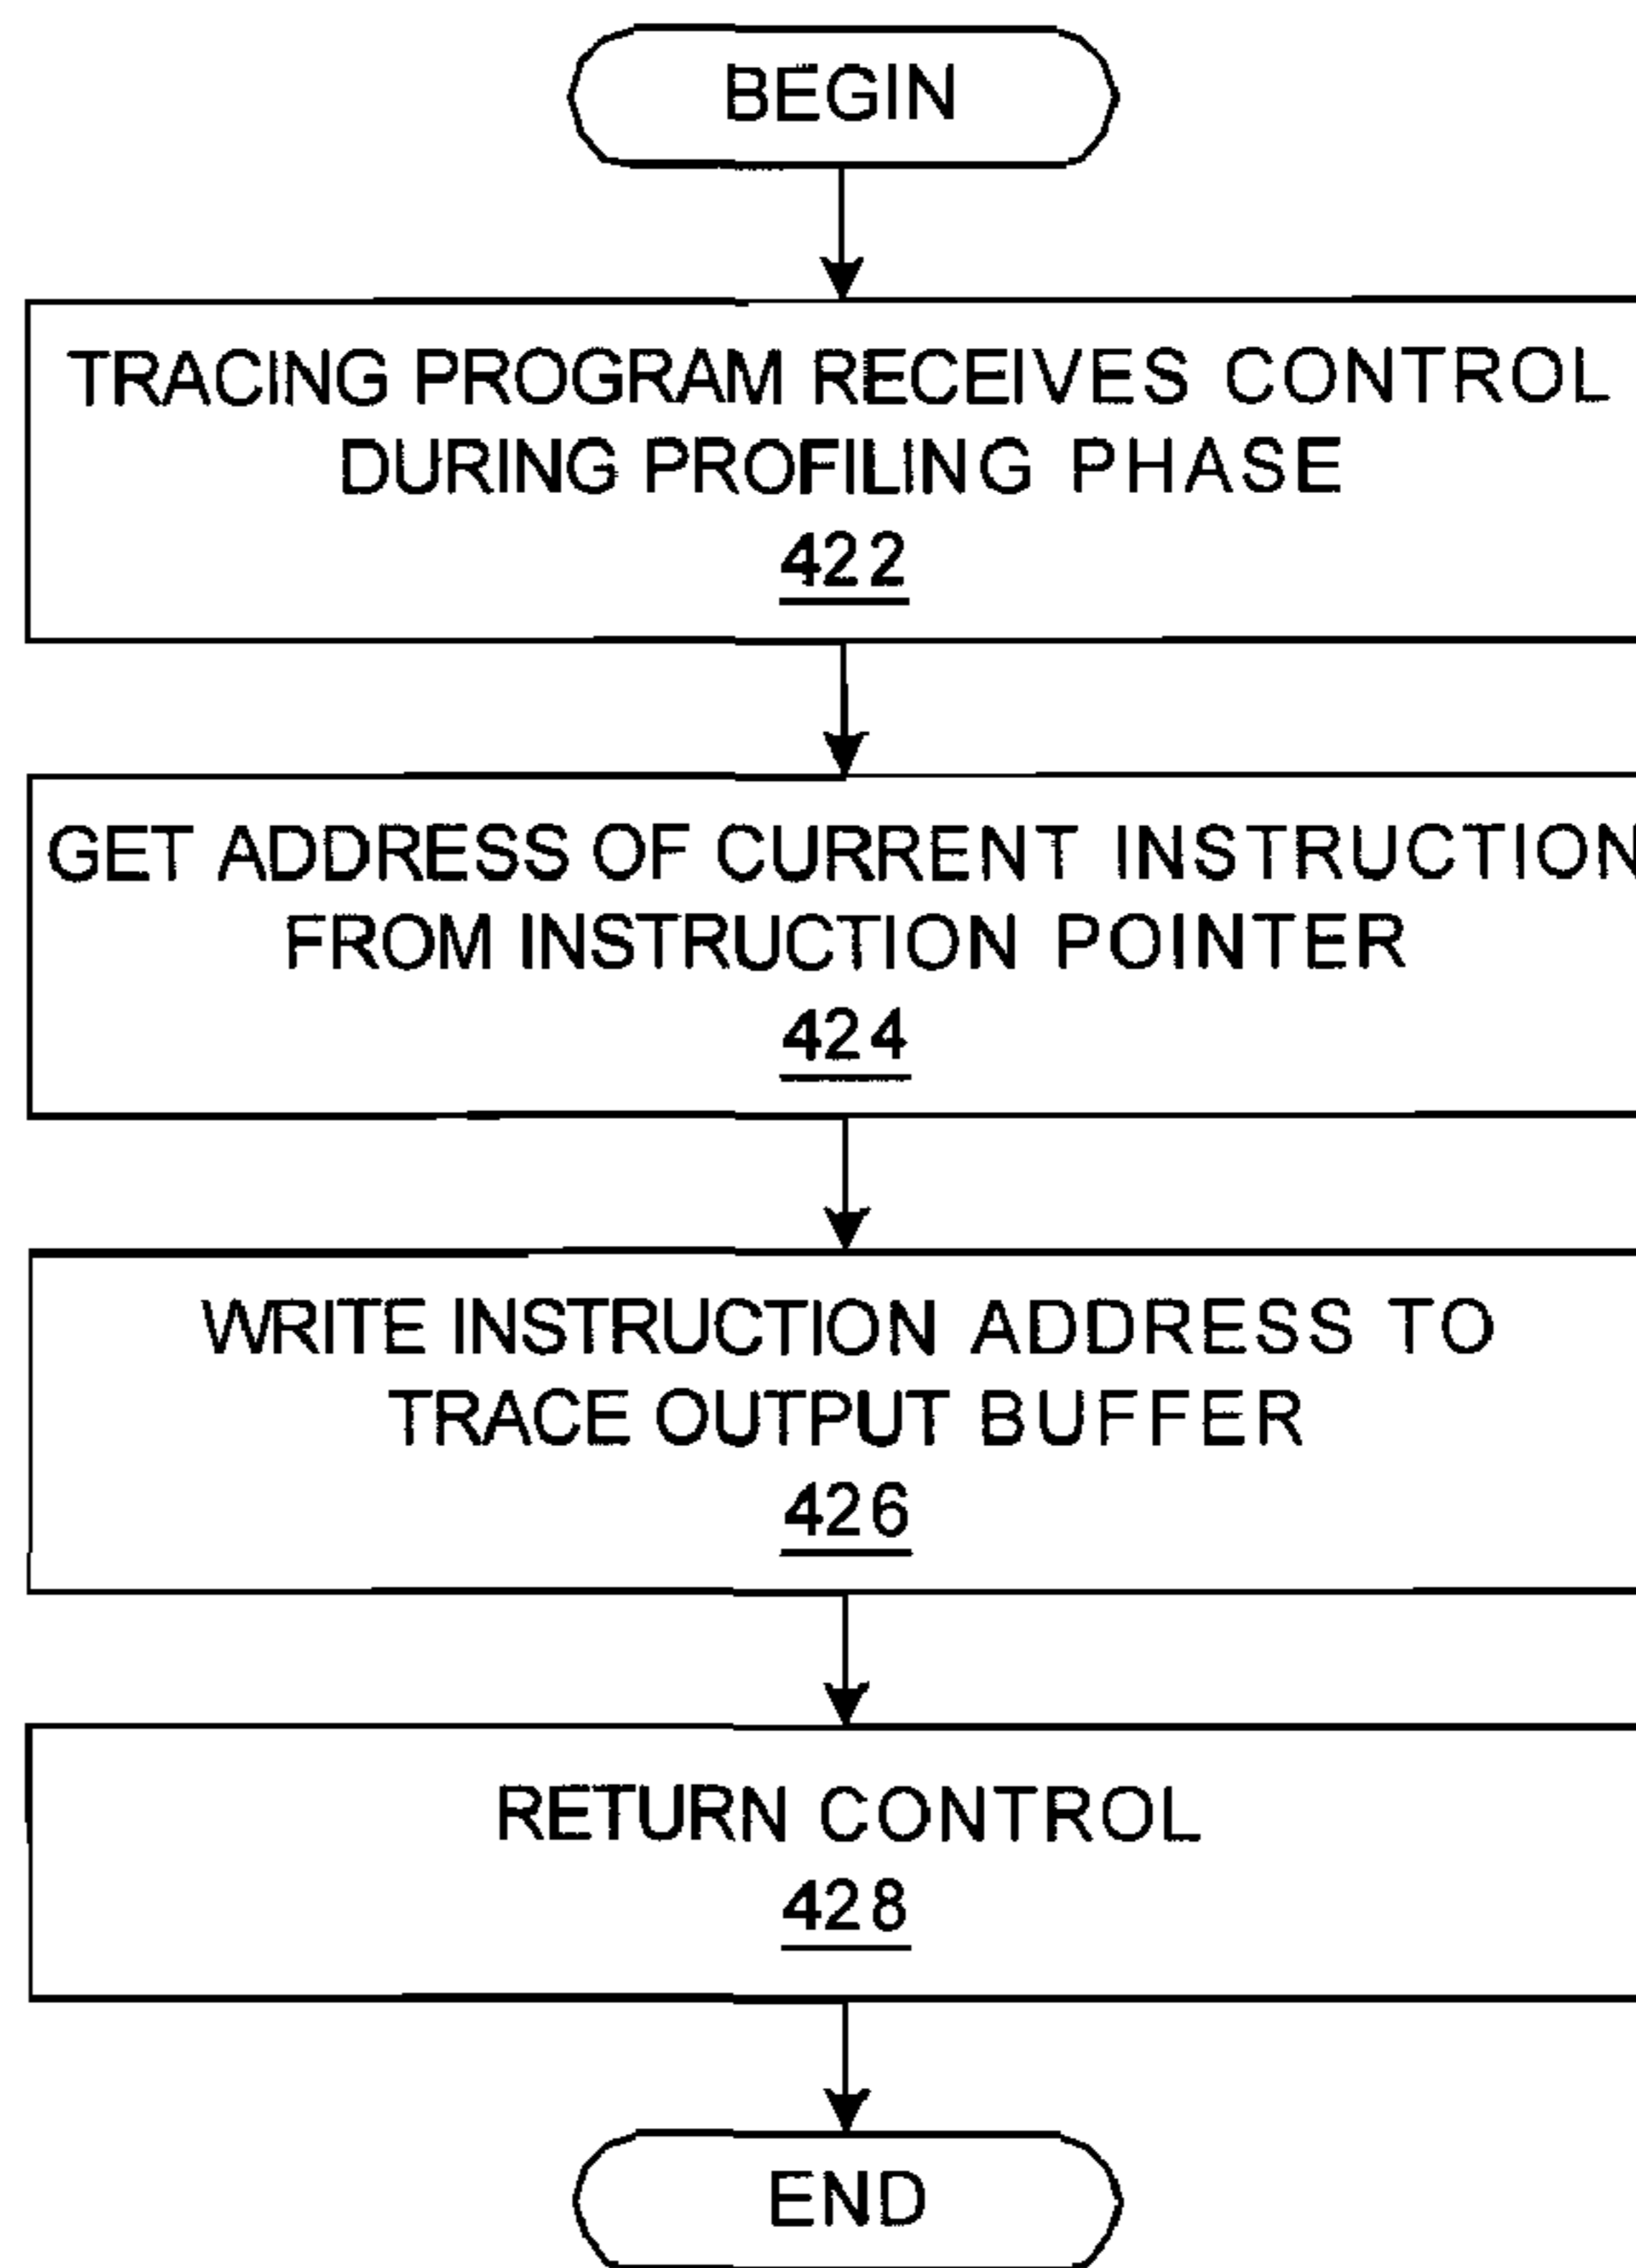 BEGIN
TRACING PROGRAM RECEIVES CONTROL
DURING PROFILING PHASE
422
GET ADDRESS OF CURRENT INSTRUCTION
FROM INSTRUCTION POINTER
424
WRITE INSTRUCTION ADDRESS TO
TRACE OUTPUT BUFFER
426
RETURN CONTROL
428
END